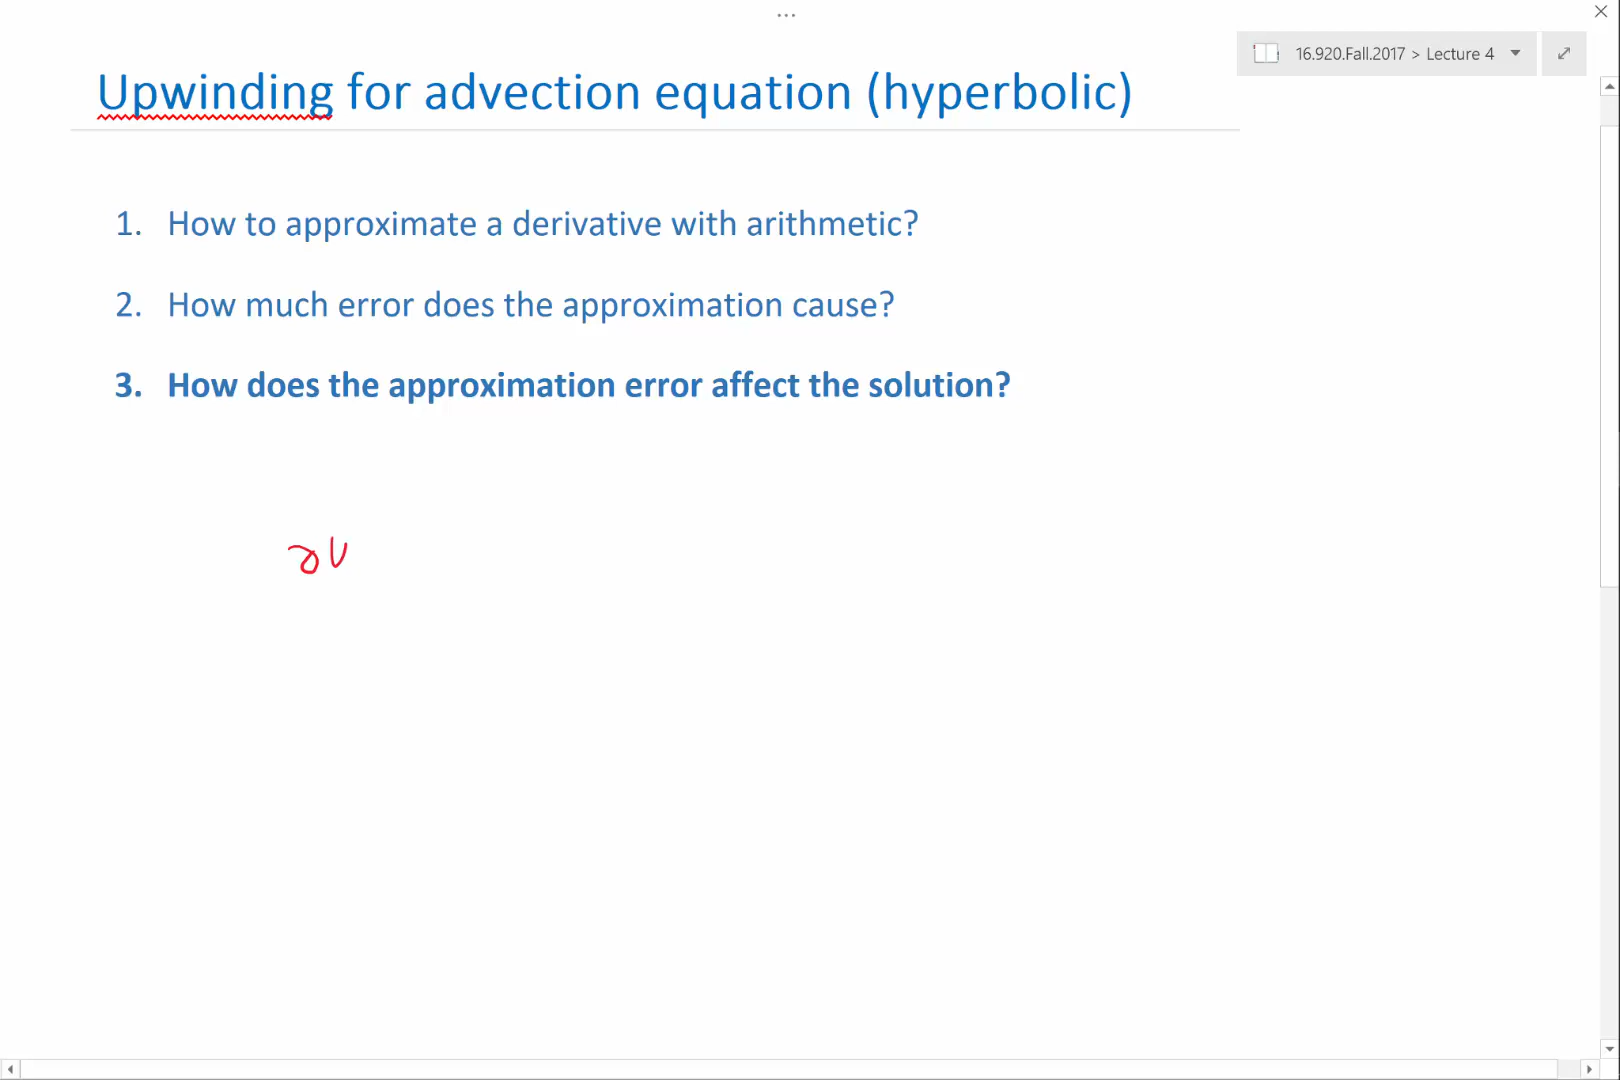 ...
16.920.Fall.2017 > Lecture 4
Upwinding for advection equation (hyperbolic)
1. How to approximate a derivative with arithmetic?
2. How much error does the approximation cause?
3. How does the approximation error affect the solution?
∂U